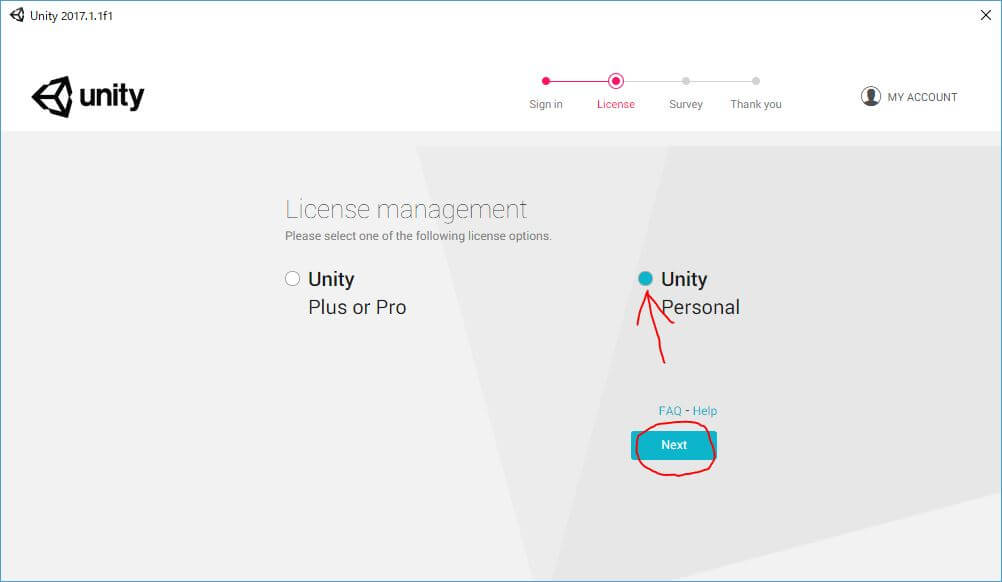 Unity 2017.1.1f1
unity
Sign in License Survey Thank you
MY ACCOUNT
License management
Please select one of the following license options.
Unity
Plus or Pro
Unity
Personal
FAQ - Help
Next